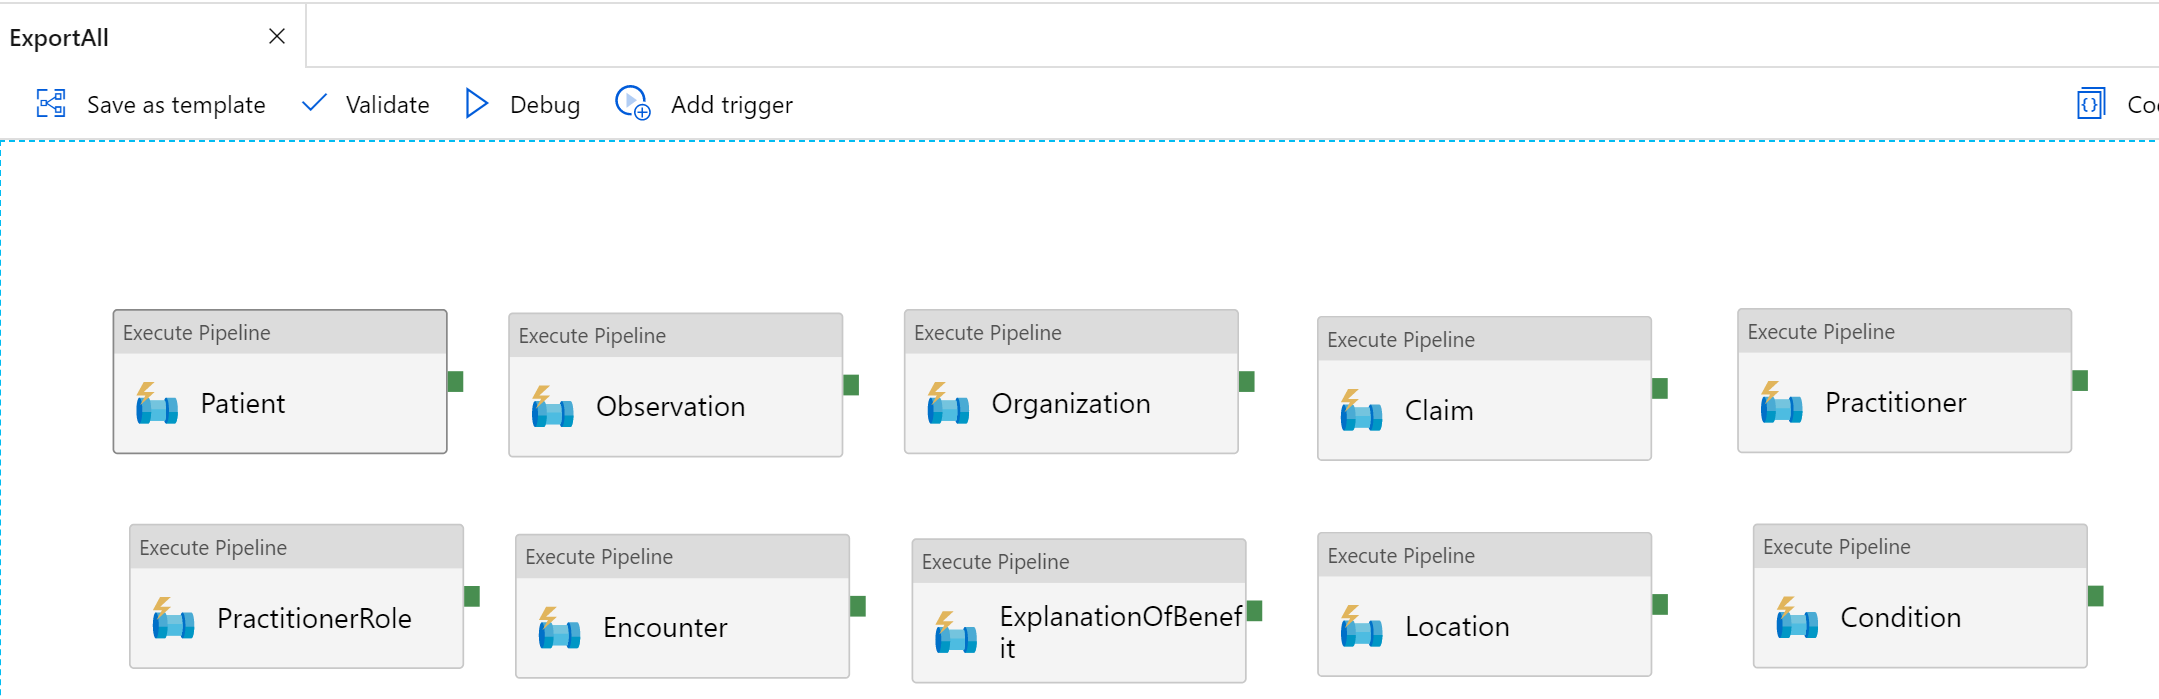 ExportAll
Save as template Validate Debug Add trigger Co
Execute Pipeline
Patient
Execute Pipeline
Observation
Execute Pipeline
Organization
Execute Pipeline
Claim
Execute Pipeline
Practitioner
Execute Pipeline
PractitionerRole
Execute Pipeline
Encounter
Execute Pipeline
ExplanationOfBenef
it
Execute Pipeline
Location
Execute Pipeline
Condition